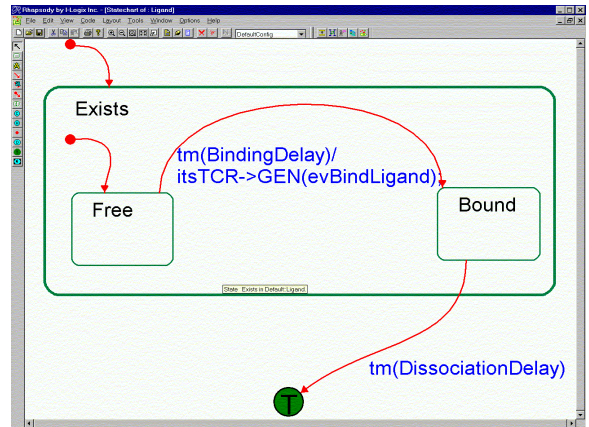 Rhapsody by I-Logix Inc. - [Statechart of : Ligand]
File Edit View Code Layout Tools Window Options Help
DefaultConfig
Exists
tm(BindingDelay)/
itsTCR->GEN(evBindLigand);
Free
Bound
State Exists in Default::Ligand.
tm(DissociationDelay)
T